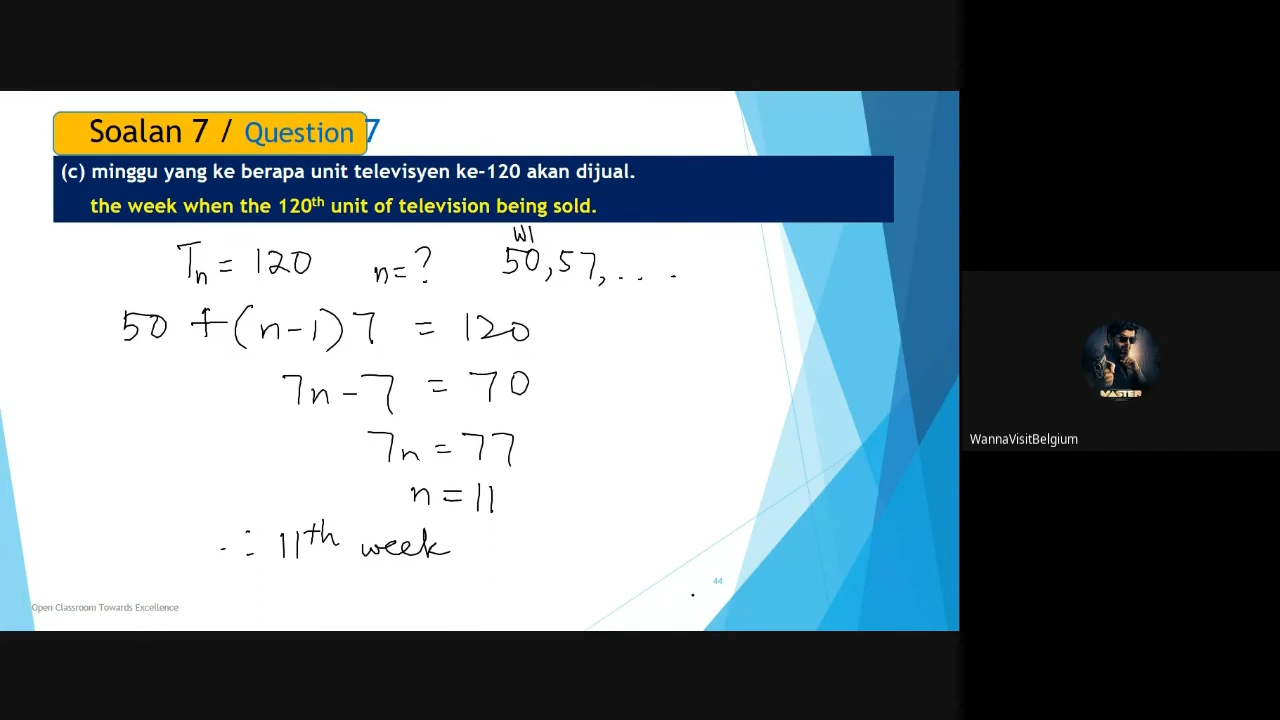 Soalan 7 / Question 7
(c) minggu yang ke berapa unit televisyen ke-120 akan dijual.
the week when the 120th unit of television being sold.
W1
Tn = 120 n = ? 50, 57, ....
50 + (n-1) 7 = 120
7n - 7 = 70
7n = 77
n = 11
∴ 11th week
44
Open Classroom Towards Excellence
MASTER
WannaVisitBelgium